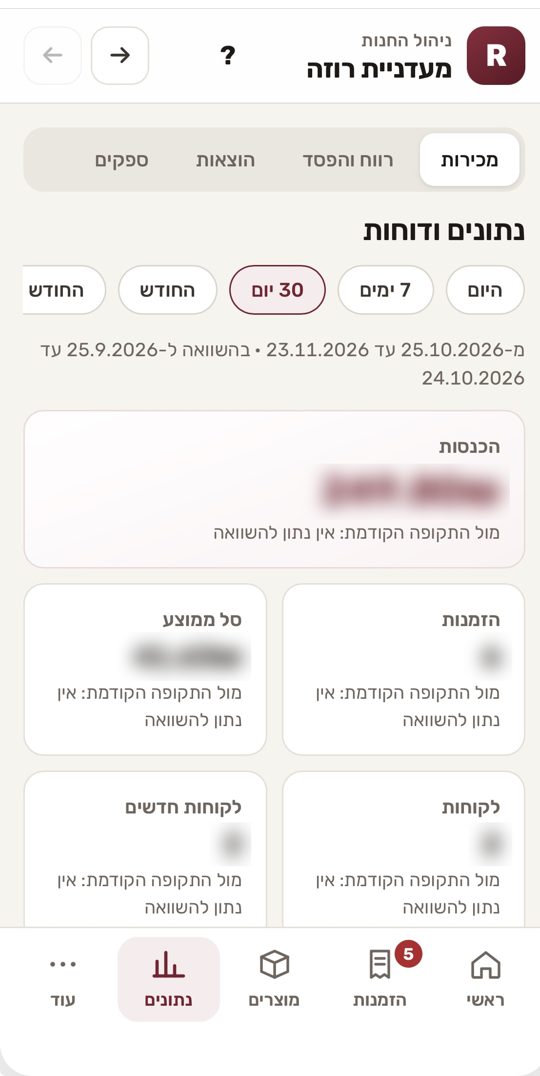 R
ניהול החנות
מעדניית רוזה
?
מכירות
רווח והפסד
הוצאות
ספקים
נתונים ודוחות
היום
7 ימים
30 יום
החודש
החודש
מ-25.10.2026 עד 23.11.2026 • בהשוואה ל-25.9.2026 עד
24.10.2026
הכנסות
מול התקופה הקודמת: אין נתון להשוואה
הזמנות
מול התקופה הקודמת: אין
נתון להשוואה
סל ממוצע
מול התקופה הקודמת: אין
נתון להשוואה
לקוחות
מול התקופה הקודמת: אין
נתון להשוואה
לקוחות חדשים
מול התקופה הקודמת: אין
נתון להשוואה
ראשי
5
הזמנות
מוצרים
נתונים
עוד